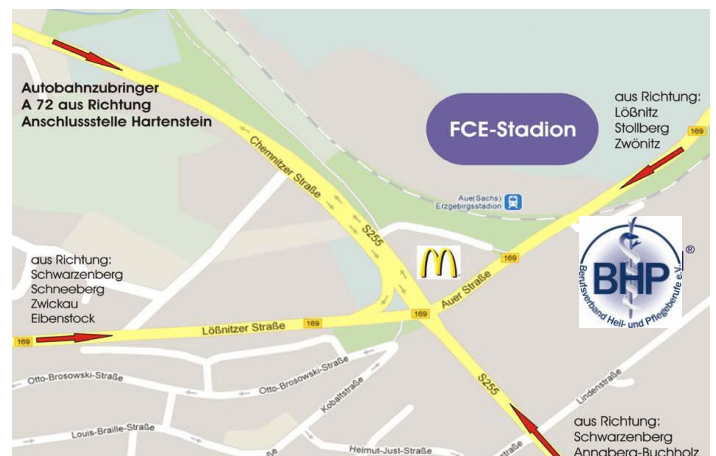 Autobahnzubringer
A 72 aus Richtung
Anschlussstelle Hartenstein
FCE-Stadion
aus Richtung:
Lößnitz
Stollberg
Zwönitz
169
Chemnitzer Straße
Aue(Sachs)
Erzgebirgsstadion
S255
BHP
®
Berufsverband Heil- und Pflegeberufe e.V.
169
Auer Straße
aus Richtung:
Schwarzenberg
Schneeberg
Zwickau
Eibenstock
169
Lößnitzer Straße
169
169
Otto-Brosowski-Straße
Otto-Brosowski-Straße
Kobaltstraße
S255
Lindenstraße
Louis-Braille-Straße
Helmut-Just-Straße
straße
aus Richtung:
Schwarzenberg
Annaberg-Buchholz